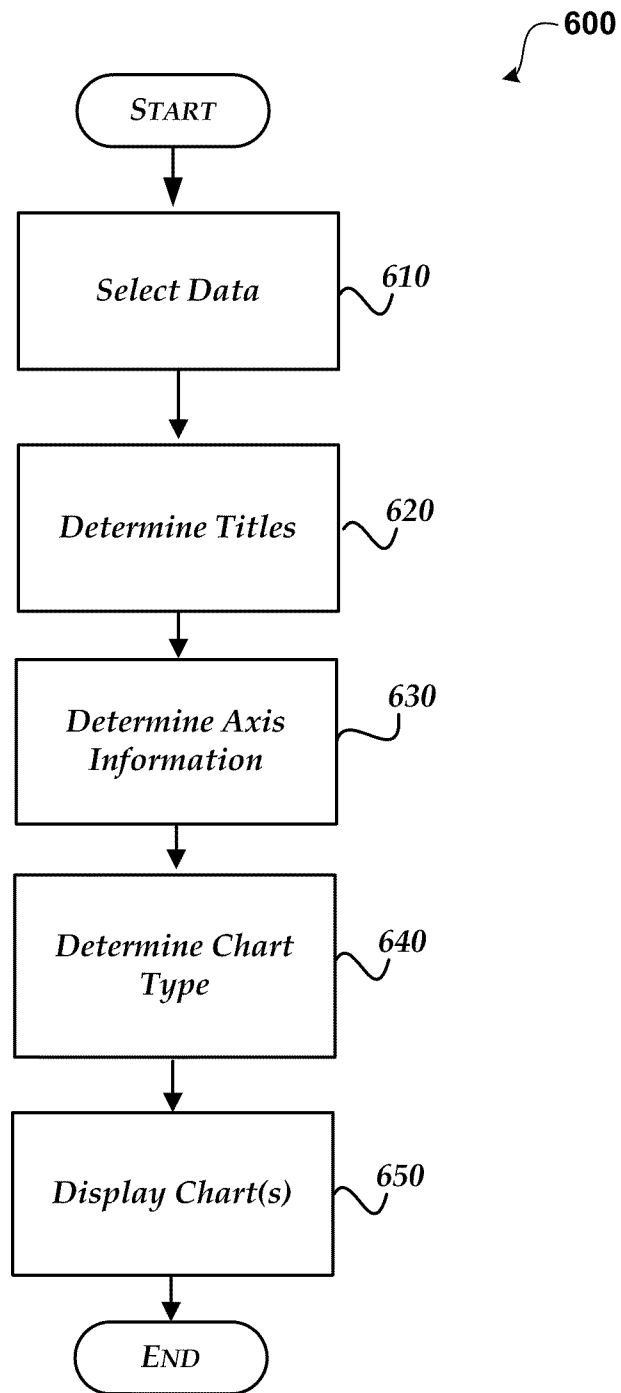 600
START
Select Data
610
Determine Titles
620
Determine Axis
Information
630
Determine Chart
Type
640
Display Chart(s)
650
END